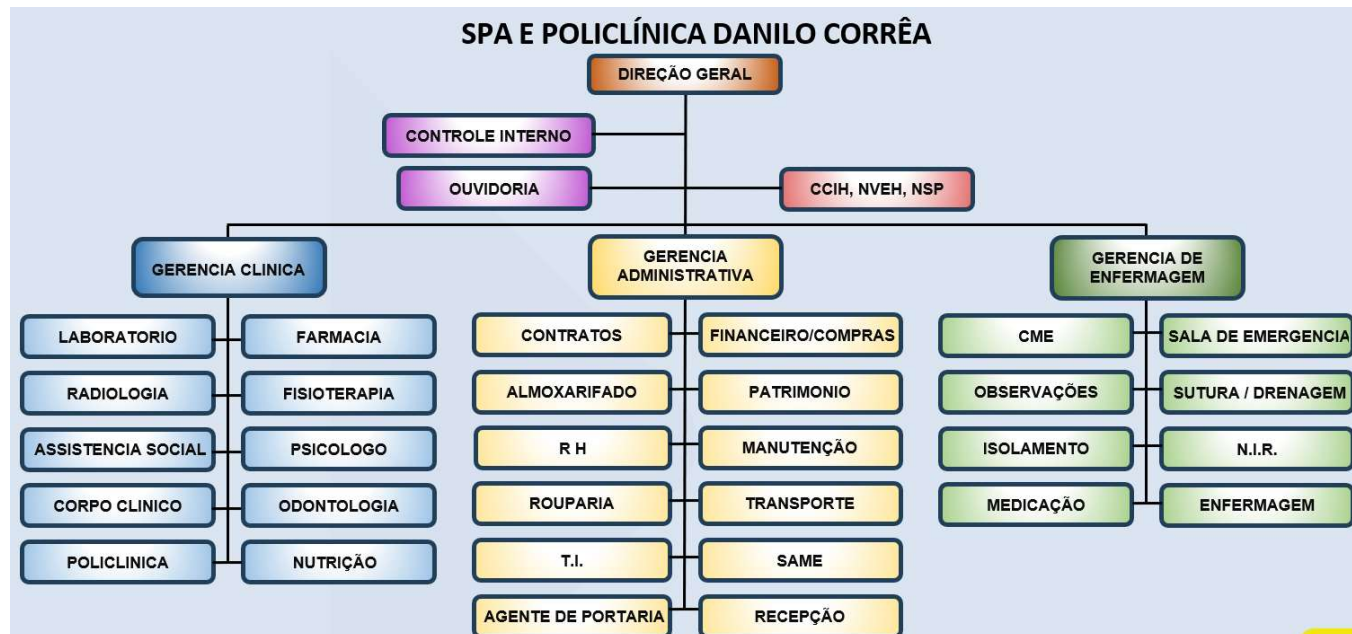 SPA E POLICLÍNICA DANILO CORRÊA
DIREÇÃO GERAL
CONTROLE INTERNO
OUVIDORIA
CCIH, NVEH, NSP
GERENCIA CLINICA
LABORATORIO
FARMACIA
RADIOLOGIA
FISIOTERAPIA
ASSISTENCIA SOCIAL
PSICOLOGO
CORPO CLINICO
ODONTOLOGIA
POLICLINICA
NUTRIÇÃO
GERENCIA
ADMINISTRATIVA
CONTRATOS
FINANCEIRO/COMPRAS
ALMOXARIFADO
PATRIMONIO
R H
MANUTENÇÃO
ROUPARIA
TRANSPORTE
T.I.
SAME
AGENTE DE PORTARIA
RECEPÇÃO
GERENCIA DE
ENFERMAGEM
CME
SALA DE EMERGENCIA
OBSERVAÇÕES
SUTURA / DRENAGEM
ISOLAMENTO
N.I.R.
MEDICAÇÃO
ENFERMAGEM